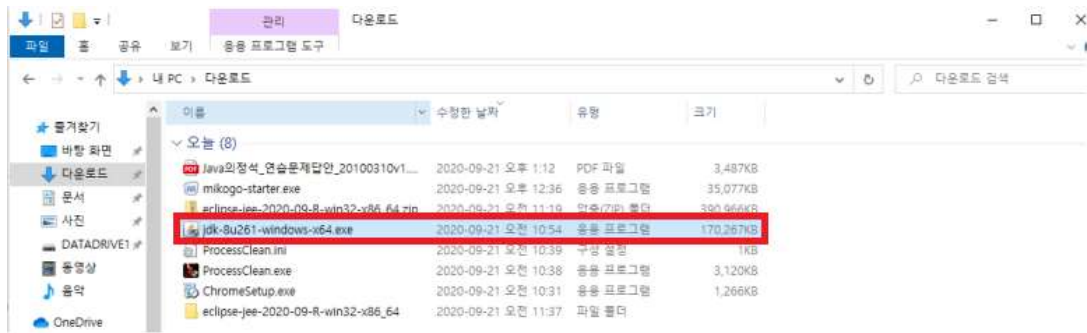 관리 다운로드
파일 홈 공유 보기 응용 프로그램 도구
내 PC > 다운로드 다운로드 검색
이름 수정한 날짜 유형 크기
즐겨찾기
오늘 (8)
바탕 화면
Java의정석_연습문제답안_20100310v1.... 2020-09-21 오후 1:12 PDF 파일 3,487KB
다운로드
mikogo-starter.exe 2020-09-21 오후 12:36 응용 프로그램 35,077KB
문서
eclipse-jee-2020-09-R-win32-x86_64.zip 2020-09-21 오전 11:19 압축(ZIP) 폴더 390,966KB
사진
jdk-8u261-windows-x64.exe 2020-09-21 오전 10:54 응용 프로그램 170,267KB
DATADRIVE1
ProcessClean.ini 2020-09-21 오전 10:39 구성 설정 1KB
동영상
ProcessClean.exe 2020-09-21 오전 10:38 응용 프로그램 3,120KB
음악
ChromeSetup.exe 2020-09-21 오전 10:31 응용 프로그램 1,266KB
eclipse-jee-2020-09-R-win32-x86_64 2020-09-21 오전 11:37 파일 폴더
OneDrive